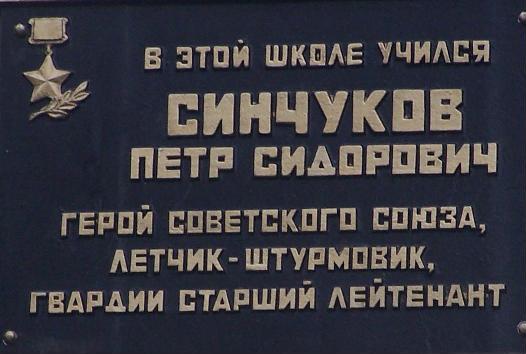 В ЭТОЙ ШКОЛЕ УЧИЛСЯ
СИНЧУКОВ
ПЕТР СИДОРОВИЧ
ГЕРОЙ СОВЕТСКОГО СОЮЗА,
ЛЕТЧИК-ШТУРМОВИК,
ГВАРДИИ СТАРШИЙ ЛЕЙТЕНАНТ